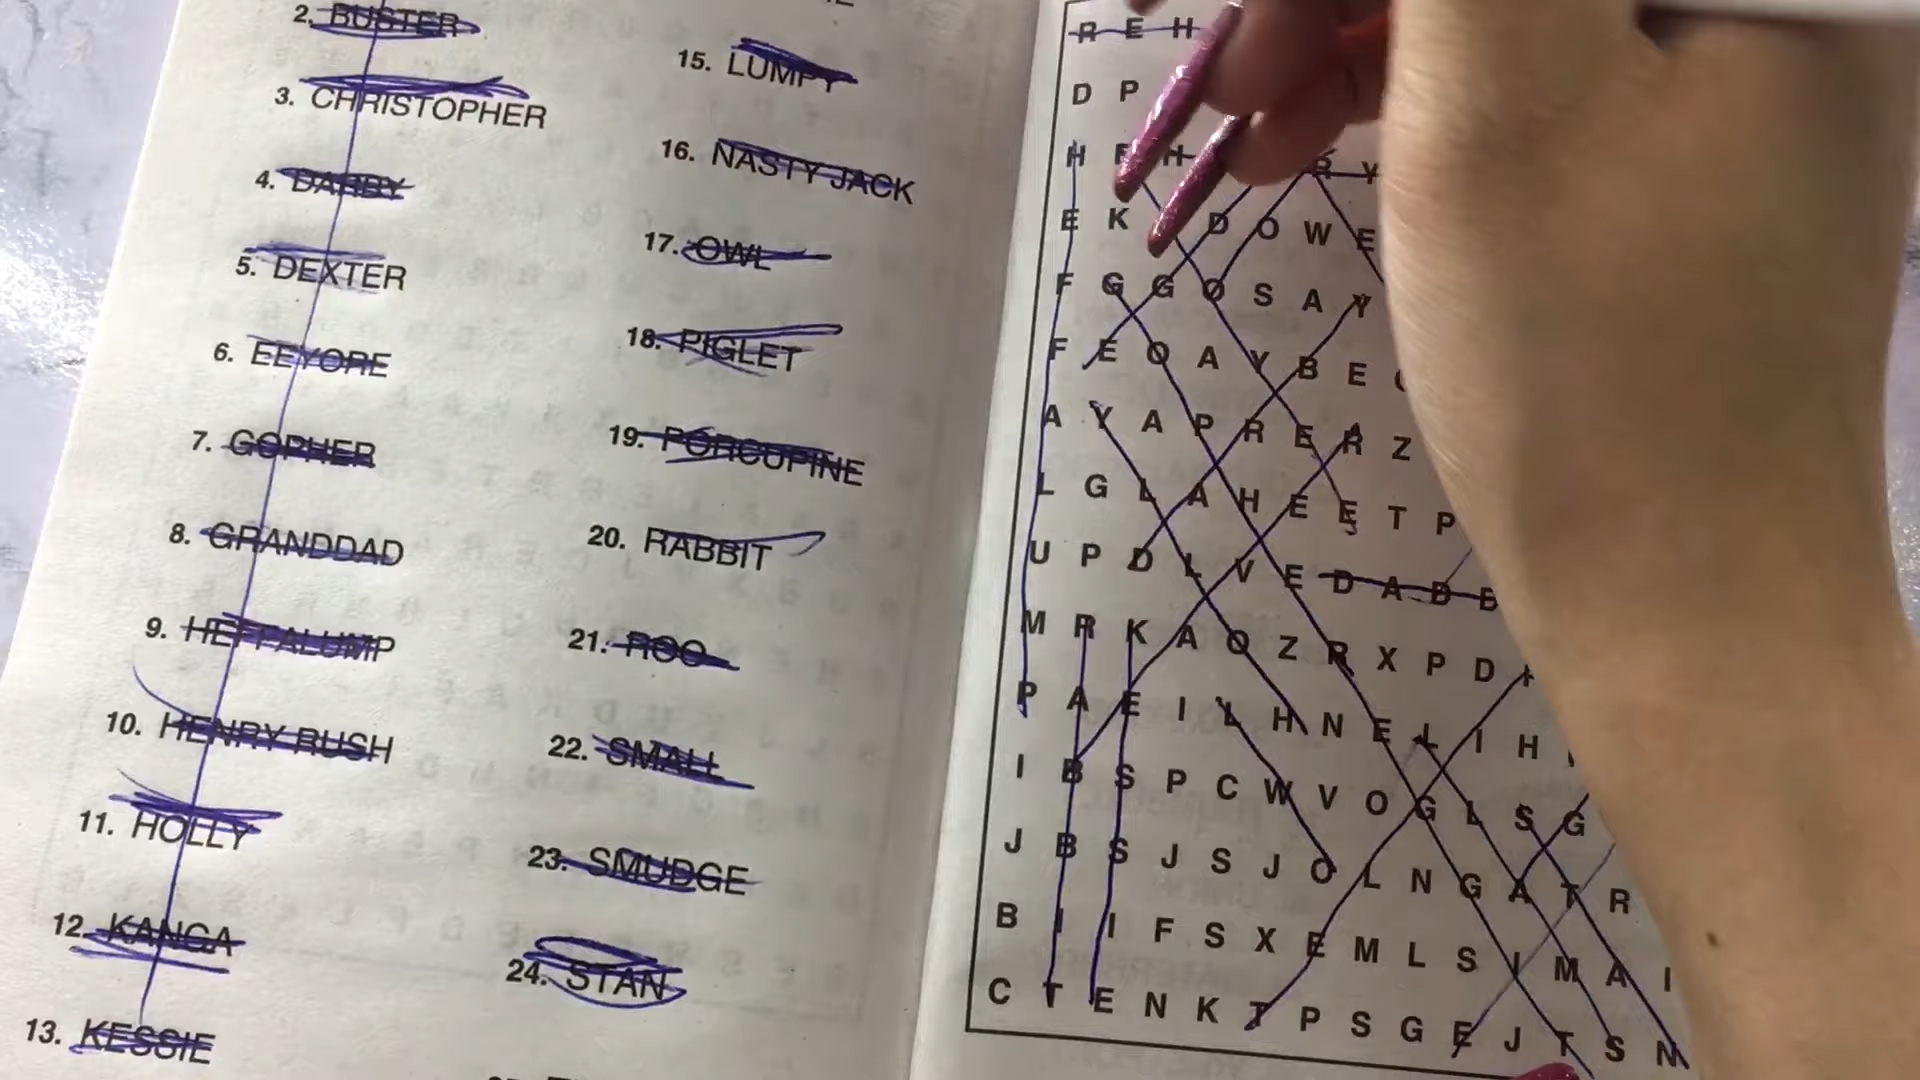 2. BUSTER
3. CHRISTOPHER
4. DARBY
5. DEXTER
6. EEYORE
7. GOPHER
8. GRANDDAD
9. HEFFALUMP
10. HENRY RUSH
11. HOLLY
12. KANGA
13. KESSIE
15. LUMPY
16. NASTY JACK
17. OWL
18. PIGLET
19. PORCUPINE
20. RABBIT
21. ROO
22. SMALL
23. SMUDGE
24. STAN
R E H
D P
H H R Y
E K D O W E
F G G O S A Y
F E O A Y B E
A Y A P R E R Z
L G L A H E E T P
U P D L V E D A B B
M R K A O Z R X P D
P A E I L H N E L I H
I B S P C W V O G L S G
J B S J S J O L N G A T R
B I I F S X E M L S I M A I
C T E N K T P S G E J T S N